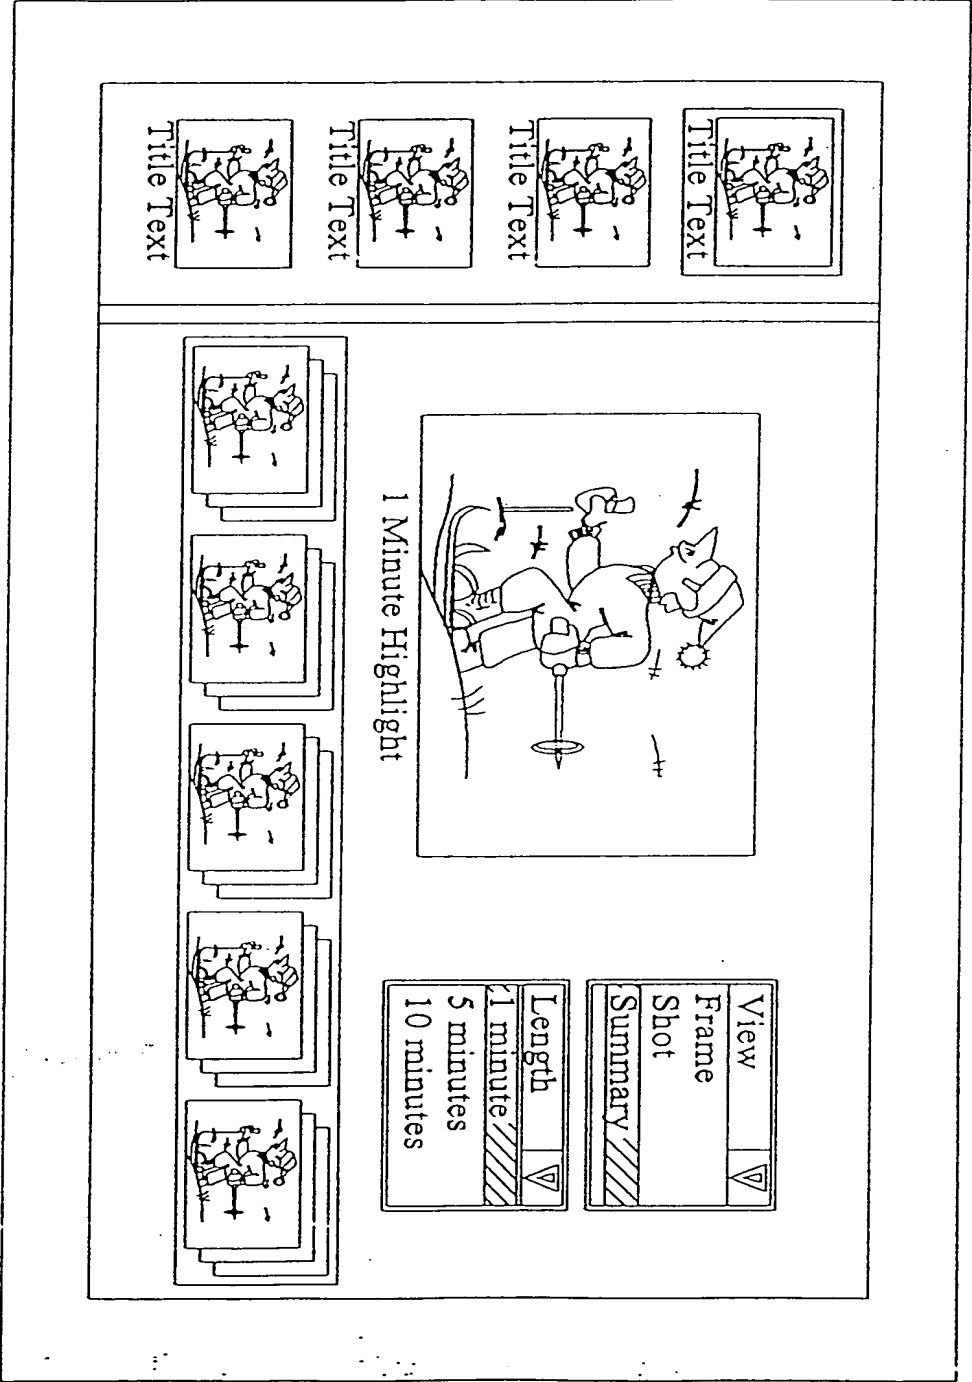 Title Text
Title Text
Title Text
Title Text
1 Minute Highlight
View
Frame
Shot
Summary
Length
1 minute
5 minutes
10 minutes